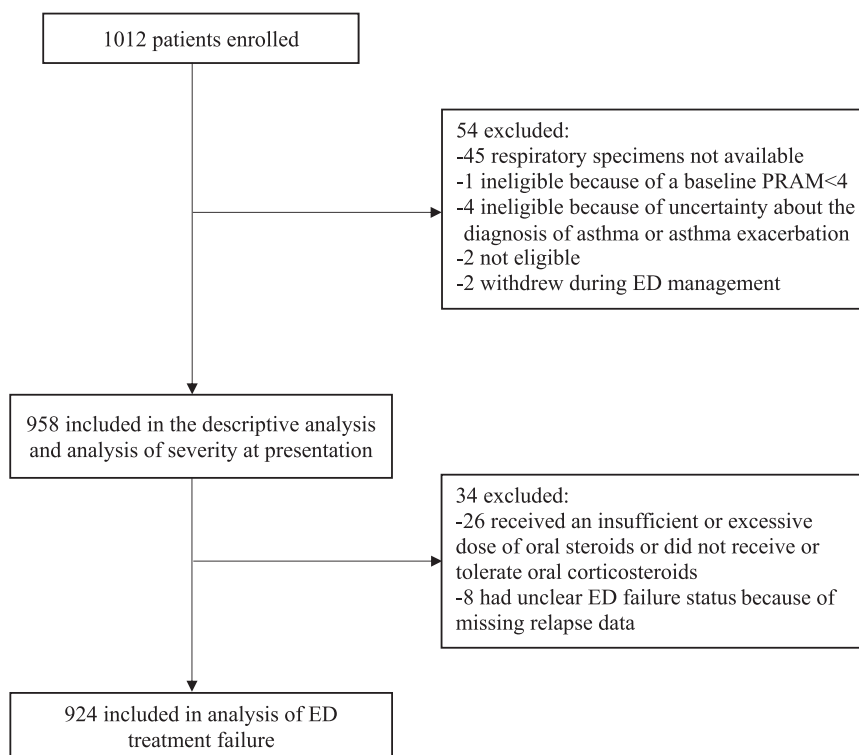 1012 patients enrolled
54 excluded:
-45 respiratory specimens not available
-1 ineligible because of a baseline PRAM<4
-4 ineligible because of uncertainty about the
diagnosis of asthma or asthma exacerbation
-2 not eligible
-2 withdrew during ED management
958 included in the descriptive analysis
and analysis of severity at presentation
34 excluded:
-26 received an insufficient or excessive
dose of oral steroids or did not receive or
tolerate oral corticosteroids
-8 had unclear ED failure status because of
missing relapse data
924 included in analysis of ED
treatment failure